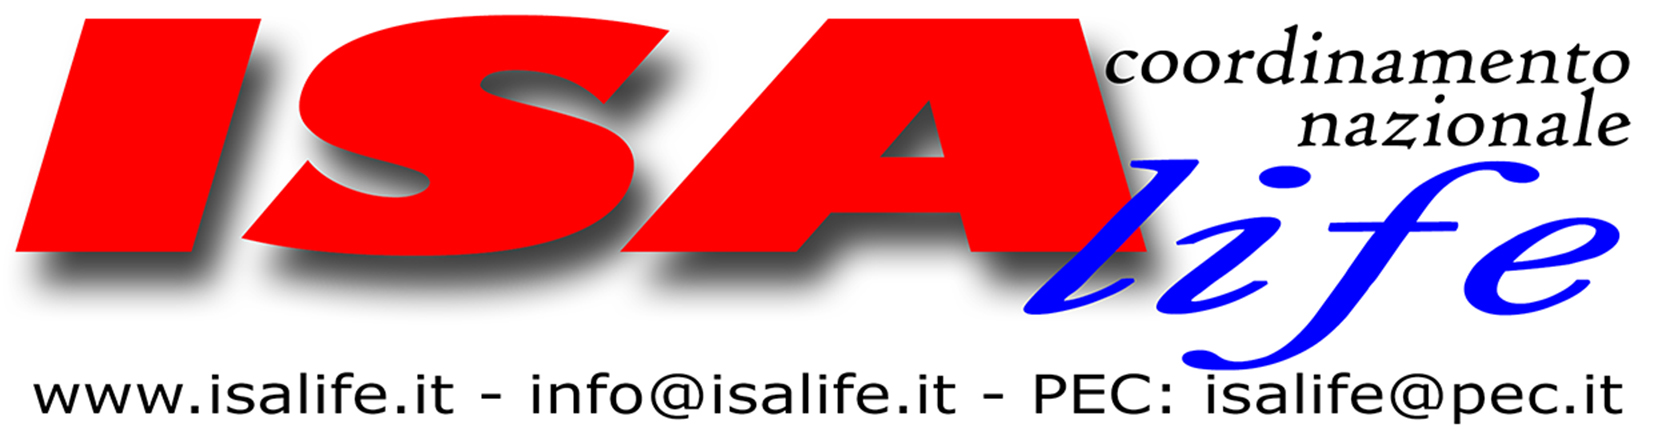 ISA
coordinamento
nazionale
life
www.isalife.it - info@isalife.it - PEC: isalife@pec.it